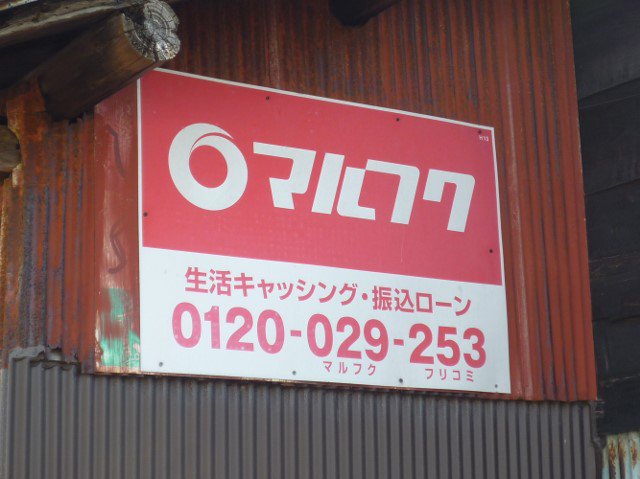 マルフク
生活キャッシング・振込ローン
0120-029-253
マルフク フリコミ